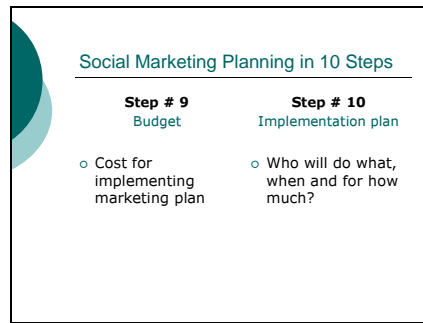 Social Marketing Planning in 10 Steps
Step # 9
Budget
o Cost for
implementing
marketing plan
Step # 10
Implementation plan
o Who will do what,
when and for how
much?